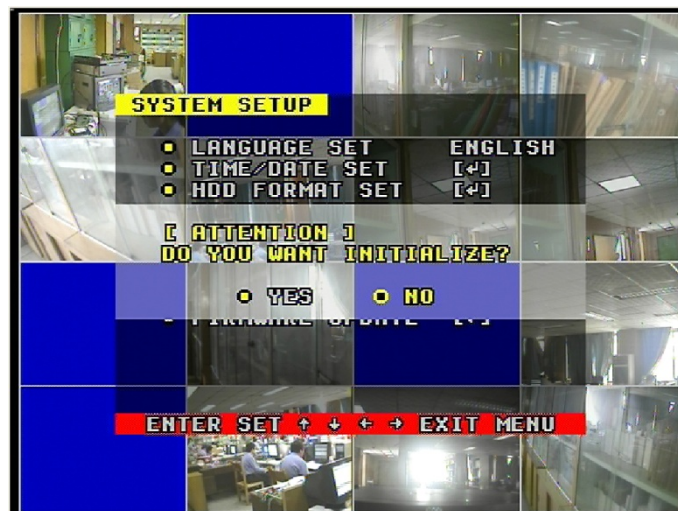 SYSTEM SETUP
LANGUAGE SET ENGLISH
TIME/DATE SET [↲]
HDD FORMAT SET [↲]
[ ATTENTION ]
DO YOU WANT INITIALIZE?
YES NO
UPDATE
ENTER SET ↑ ↓ ← → EXIT MENU